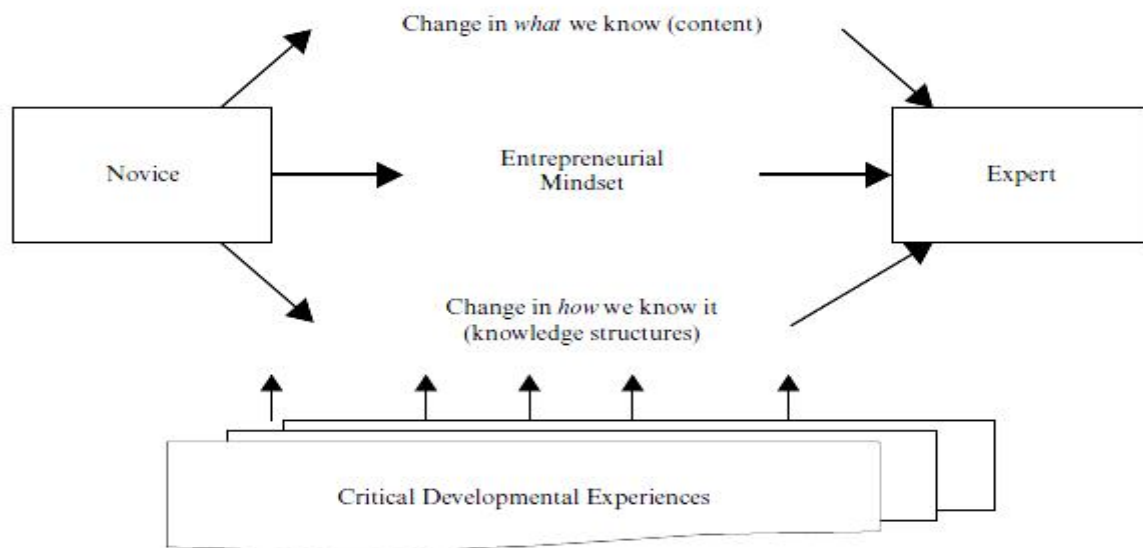 Change in what we know (content)
Novice
Entrepreneurial
Mindset
Expert
Change in how we know it
(knowledge structures)
Critical Developmental Experiences